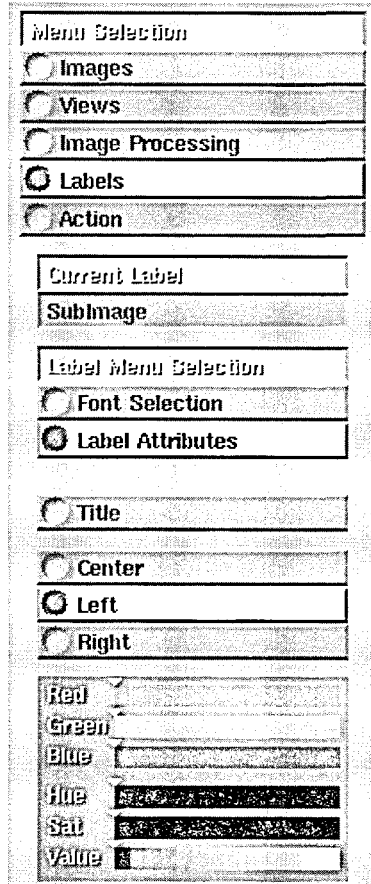 Menu Selection
Images
Views
Image Processing
Labels
Action
Current Label
SubImage
Label Menu Selection
Font Selection
Label Attributes
Title
Center
Left
Right
Red
Green
Blue
Hue
Sat
Value